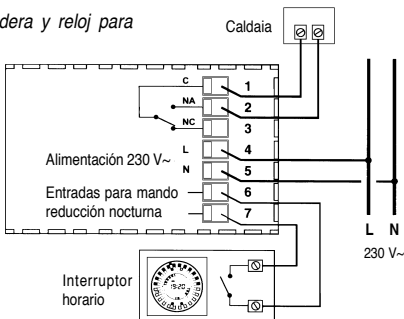 dera y reloj para
Caldaia
C 1
NA 2
NC 3
L 4
Alimentación 230 V~
N 5
Entradas para mando 6
reducción nocturna 7
L N
230 V~
Interruptor
horario